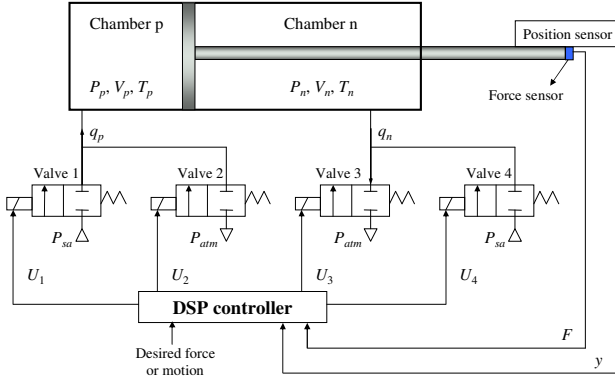 Chamber p
Chamber n
Position sensor
P_p, V_p, T_p
P_n, V_n, T_n
Force sensor
q_p
q_n
Valve 1
Valve 2
Valve 3
Valve 4
P_sa
P_atm
P_atm
P_sa
U_1
U_2
U_3
U_4
DSP controller
F
Desired force
or motion
y